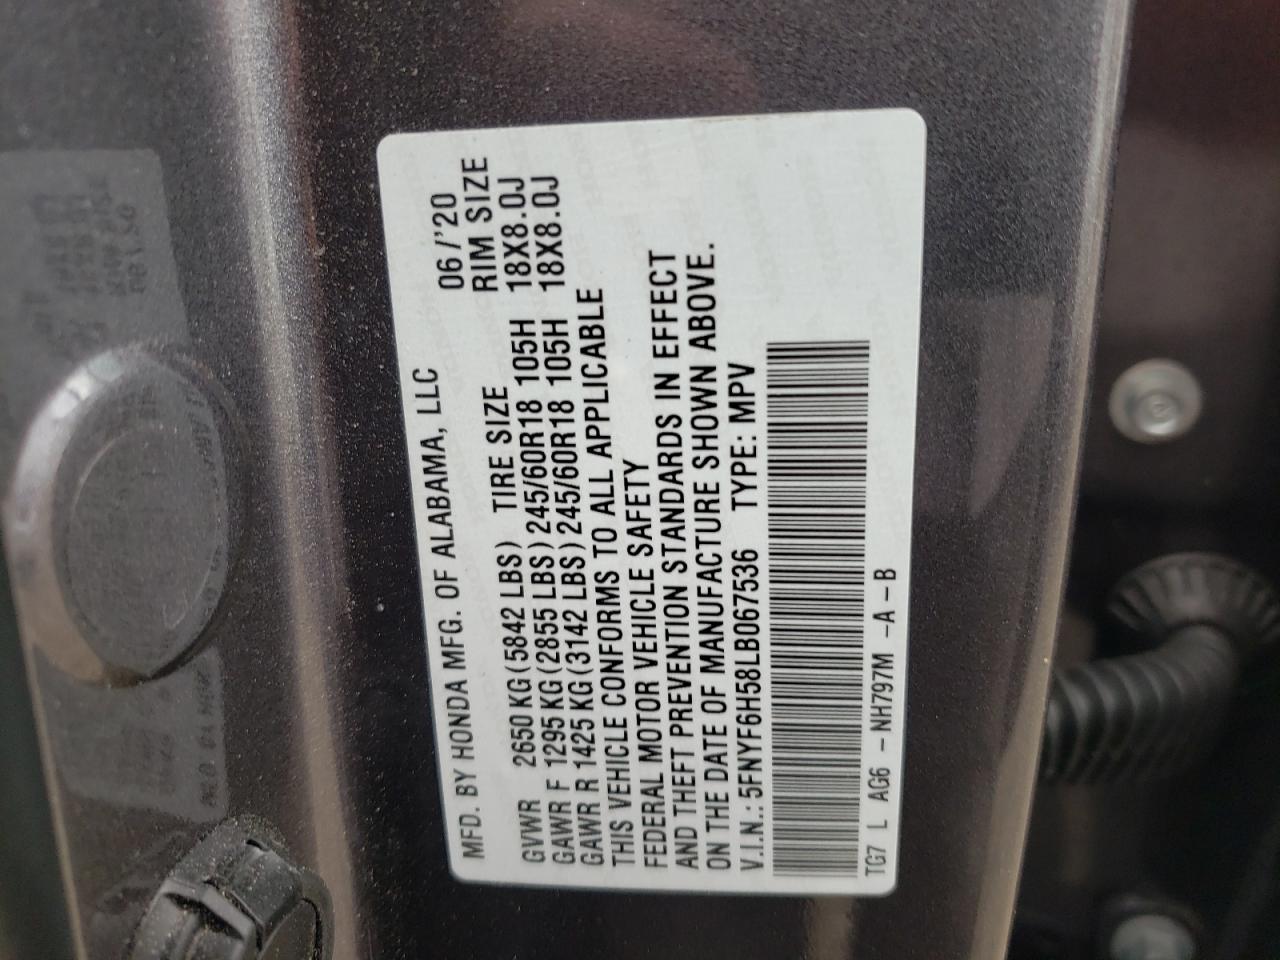 MFD. BY HONDA MFG. OF ALABAMA, LLC
06/'20
GVWR 2650 KG(5842 LBS) TIRE SIZE RIM SIZE
GAWR F 1295 KG(2855 LBS)245/60R18 105H 18X8.0J
GAWR R 1425 KG(3142 LBS)245/60R18 105H 18X8.0J
THIS VEHICLE CONFORMS TO ALL APPLICABLE
FEDERAL MOTOR VEHICLE SAFETY
AND THEFT PREVENTION STANDARDS IN EFFECT
ON THE DATE OF MANUFACTURE SHOWN ABOVE.
V.I.N.: 5FNYF6H58LB067536 TYPE: MPV
TG7 L AG6 -NH797M -A-B